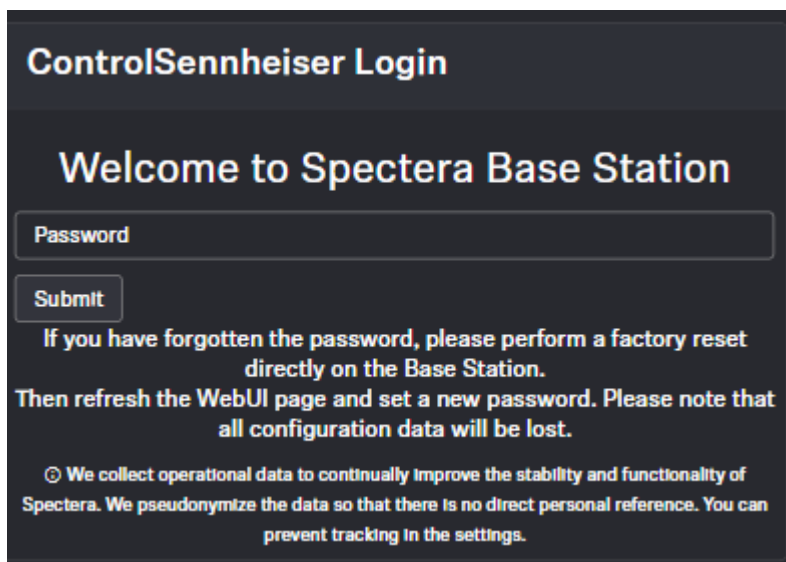 ControlSennheiser Login
Welcome to Spectera Base Station
Password
Submit
If you have forgotten the password, please perform a factory reset
directly on the Base Station.
Then refresh the WebUI page and set a new password. Please note that
all configuration data will be lost.
We collect operational data to continually improve the stability and functionality of
Spectera. We pseudonymize the data so that there is no direct personal reference. You can
prevent tracking in the settings.